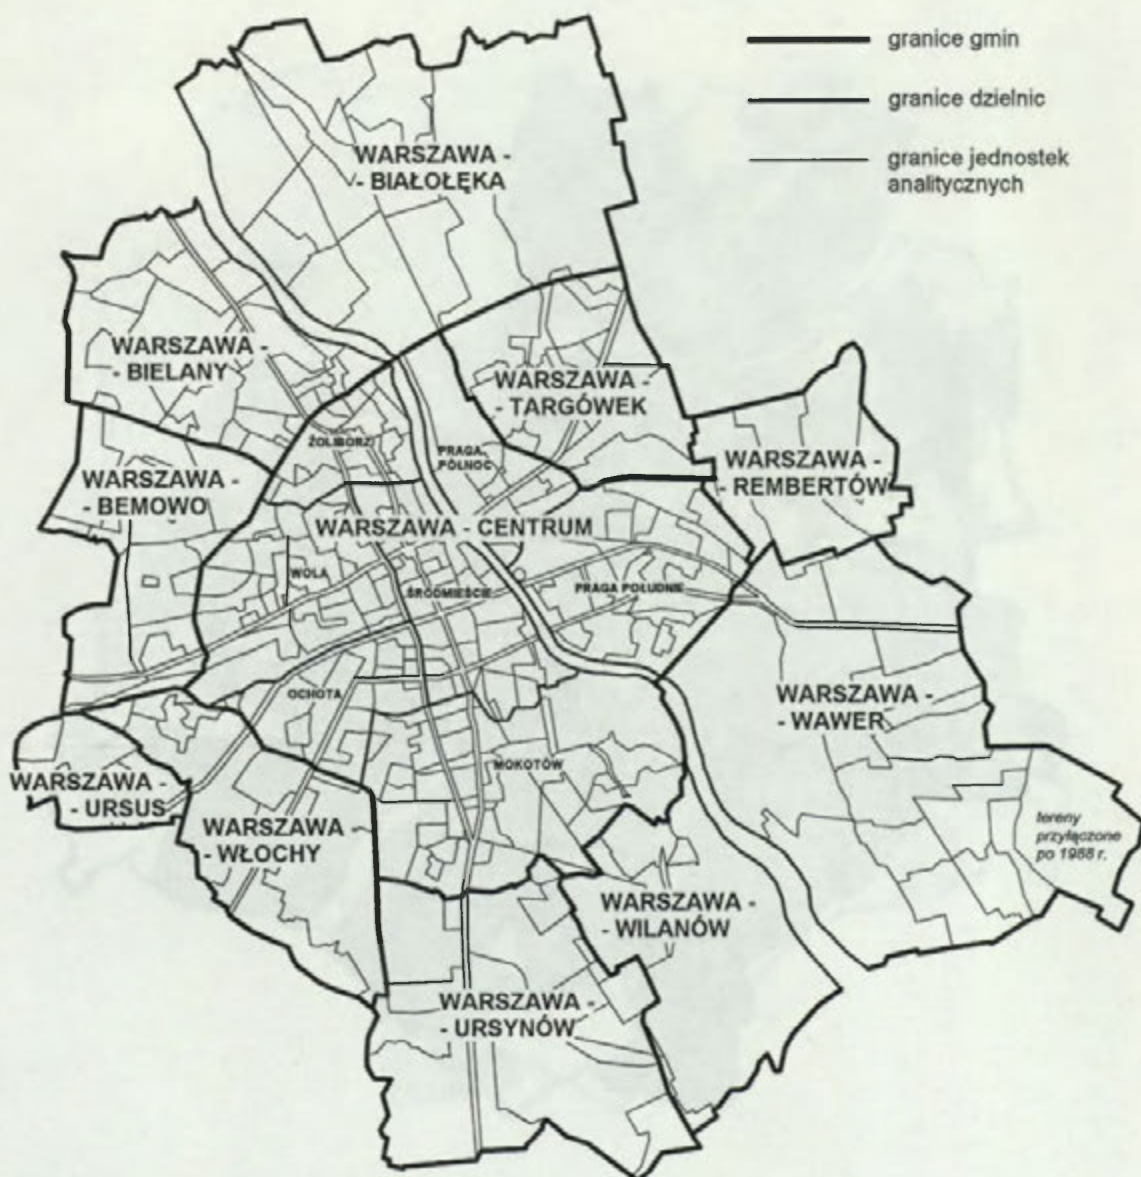 granice gmin
granice dzielnic
granice jednostek
analitycznych
WARSZAWA -
- BIAŁOŁĘKA
WARSZAWA -
- BIELANY
WARSZAWA -
- TARGÓWEK
ŻOLIBORZ
PRAGA
PÓŁNOC
WARSZAWA -
- REMBERTÓW
WARSZAWA -
- BEMOWO
WARSZAWA - CENTRUM
WOLA
ŚRÓDMIEŚCIE
PRAGA POŁUDNIE
OCHOTA
WARSZAWA -
- WAWER
MOKOTÓW
WARSZAWA -
- URSUS
WARSZAWA -
- WŁOCHY
tereny
przyłączone
po 1988 r.
WARSZAWA -
- WILANÓW
WARSZAWA -
- URSYNÓW